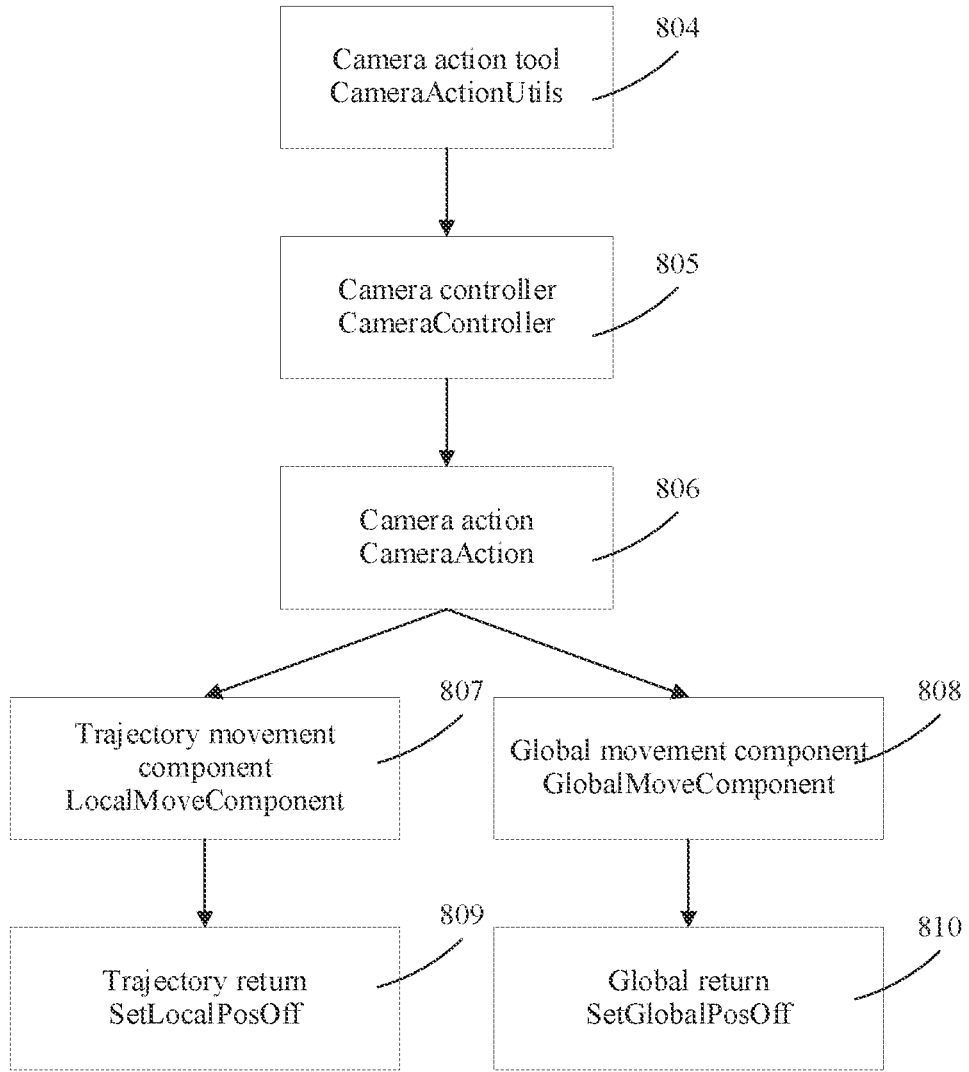 804
Camera action tool
CameraActionUtils
805
Camera controller
CameraController
806
Camera action
CameraAction
807
Trajectory movement
component
LocalMoveComponent
808
Global movement component
GlobalMoveComponent
809
Trajectory return
SetLocalPosOff
810
Global return
SetGlobalPosOff